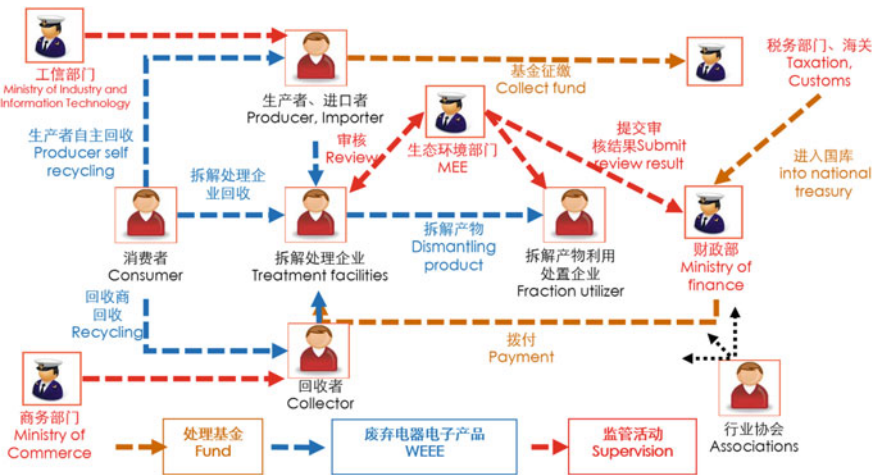 工信部门
Ministry of Industry and
Information Technology
生产者、进口者
Producer, Importer
基金征缴
Collect fund
税务部门、海关
Taxation,
Customs
生产者自主回收
Producer self
recycling
审核
Review
生态环境部门
MEE
提交审
核结果Submit
review result
进入国库
into national
treasury
拆解处理企
业回收
消费者
Consumer
拆解处理企业
Treatment facilities
拆解产物
Dismantling
product
拆解产物利用
处置企业
Fraction utilizer
财政部
Ministry of
finance
回收商
回收
Recycling
拨付
Payment
回收者
Collector
商务部门
Ministry of
Commerce
处理基金
Fund
废弃电器电子产品
WEEE
监管活动
Supervision
行业协会
Associations